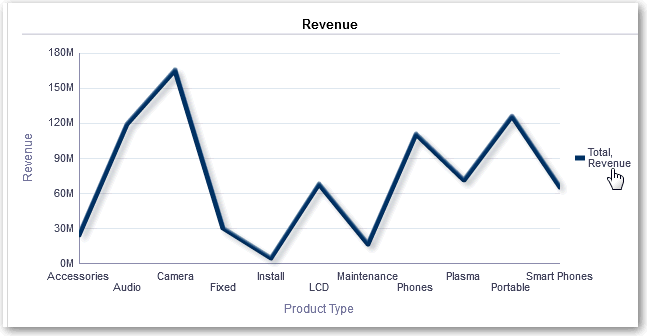 Revenue
180M
150M
120M
90M
60M
30M
0M
Revenue
Accessories
Audio
Camera
Fixed
Install
LCD
Maintenance
Phones
Plasma
Portable
Smart Phones
Product Type
Total,
Revenue